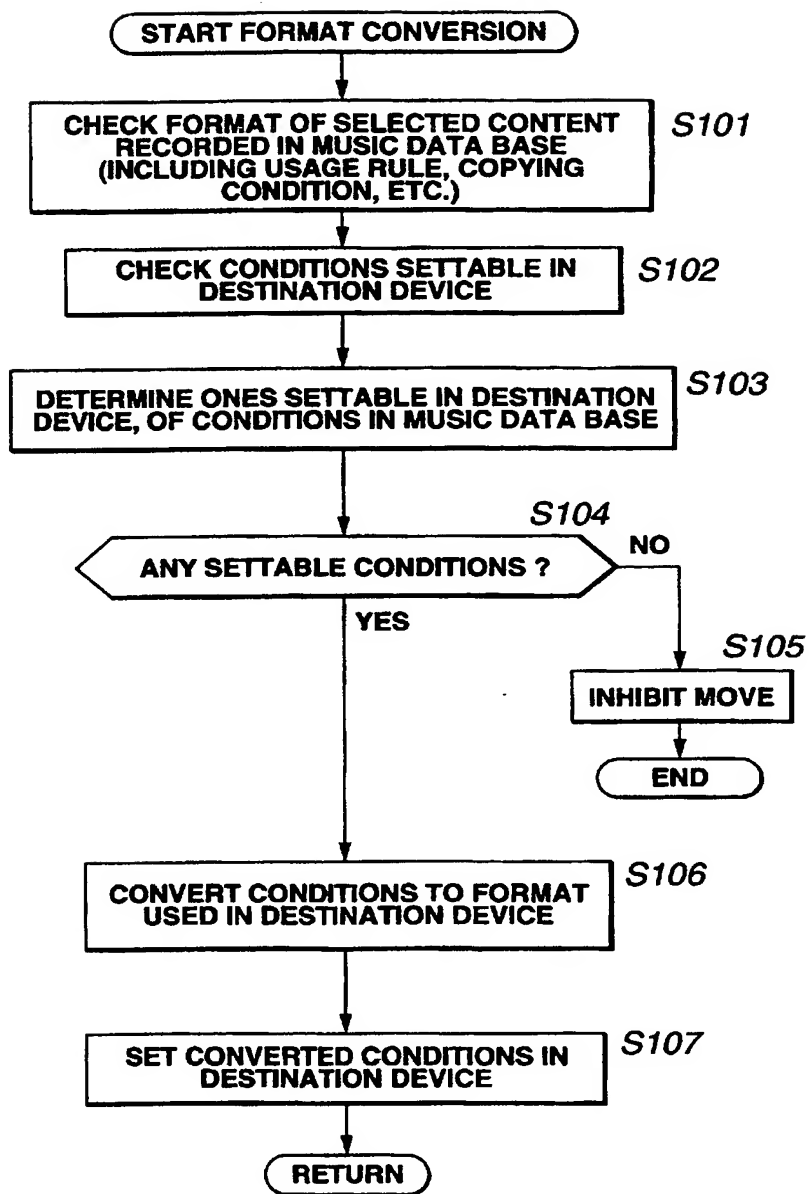 START FORMAT CONVERSION
CHECK FORMAT OF SELECTED CONTENT
RECORDED IN MUSIC DATA BASE
(INCLUDING USAGE RULE, COPYING
CONDITION, ETC.)
S101
CHECK CONDITIONS SETTABLE IN
DESTINATION DEVICE
S102
DETERMINE ONES SETTABLE IN DESTINATION
DEVICE, OF CONDITIONS IN MUSIC DATA BASE
S103
S104
ANY SETTABLE CONDITIONS ?
NO
YES
S105
INHIBIT MOVE
END
CONVERT CONDITIONS TO FORMAT
USED IN DESTINATION DEVICE
S106
SET CONVERTED CONDITIONS IN
DESTINATION DEVICE
S107
RETURN